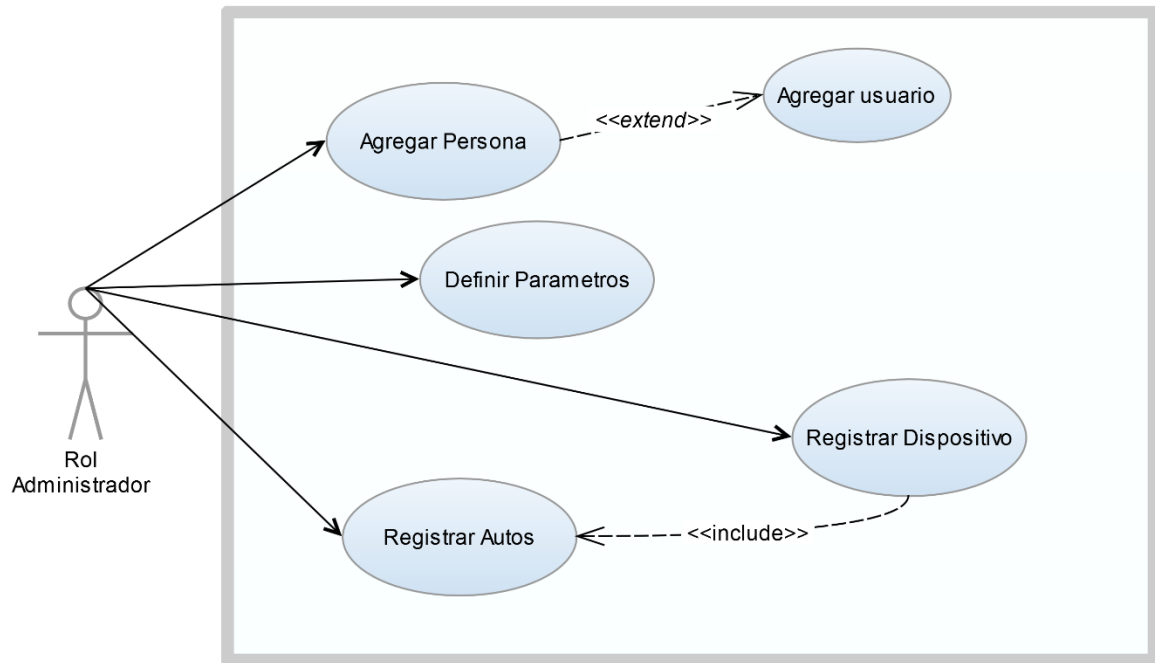 Agregar usuario
<<extend>>
Agregar Persona
Definir Parametros
Registrar Dispositivo
Rol
Administrador
<<include>>
Registrar Autos